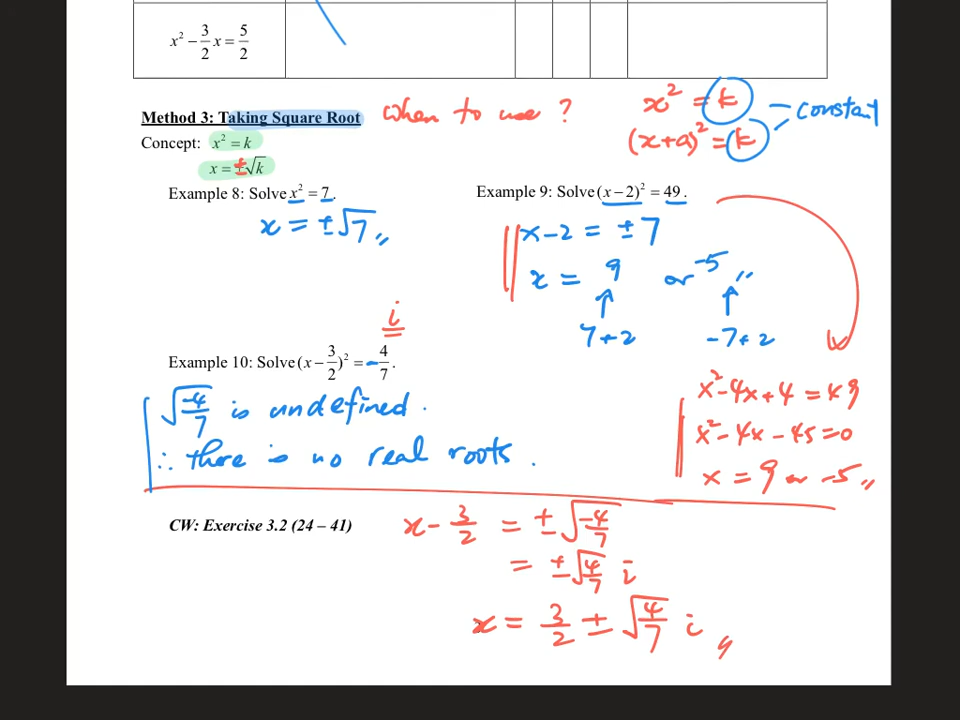 x² − 3/2 x = 5/2
Method 3: Taking Square Root when to use ?
x² = k
(x+a)² = k
constant
Concept: x² = k
x = ±√k
Example 8: Solve x² = 7.
x = ±√7 〃
Example 9: Solve (x − 2)² = 49.
x−2 = ±7
x = 9 or −5 〃
↑ ↑
7+2 −7+2
x²−4x+4 = 49
x²−4x−45=0
x = 9 or −5 〃
i
Example 10: Solve (x − 3/2)² = −4/7.
√(−4/7) is undefined.
∴ there is no real roots.
CW: Exercise 3.2 (24 – 41)
x − 3/2 = ±√(−4/7)
= ±√(4/7) i
x = 3/2 ± √(4/7) i 〃